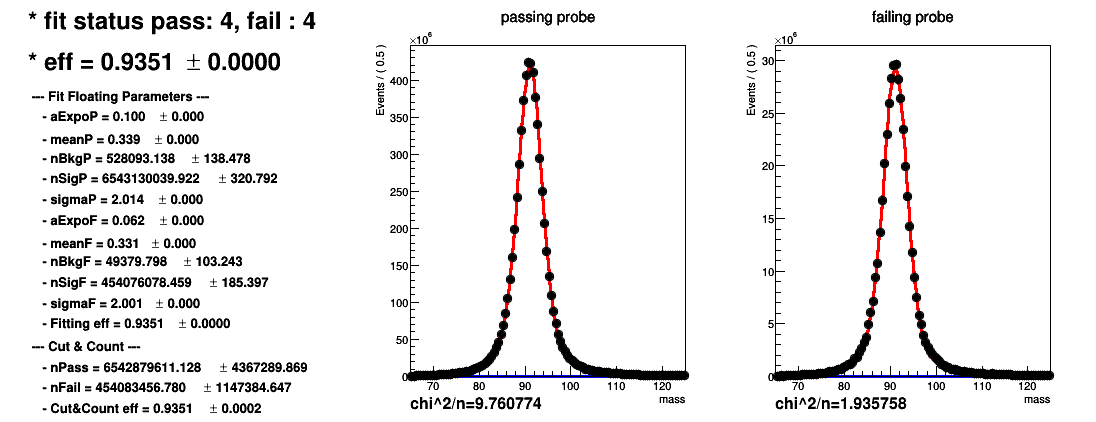 * fit status pass: 4, fail : 4
* eff = 0.9351 ± 0.0000
--- Fit Floating Parameters ---
- aExpoP = 0.100 ± 0.000
- meanP = 0.339 ± 0.000
- nBkgP = 528093.138 ± 138.478
- nSigP = 6543130039.922 ± 320.792
- sigmaP = 2.014 ± 0.000
- aExpoF = 0.062 ± 0.000
- meanF = 0.331 ± 0.000
- nBkgF = 49379.798 ± 103.243
- nSigF = 454076078.459 ± 185.397
- sigmaF = 2.001 ± 0.000
- Fitting eff = 0.9351 ± 0.0000
--- Cut & Count ---
- nPass = 6542879611.128 ± 4367289.869
- nFail = 454083456.780 ± 1147384.647
- Cut&Count eff = 0.9351 ± 0.0002
passing probe
×10⁶
Events / ( 0.5 )
400
350
300
250
200
150
100
50
0
70 80 90 100 110 120
mass
chi^2/n=9.760774
failing probe
×10⁶
Events / ( 0.5 )
30
25
20
15
10
5
0
70 80 90 100 110 120
mass
chi^2/n=1.935758